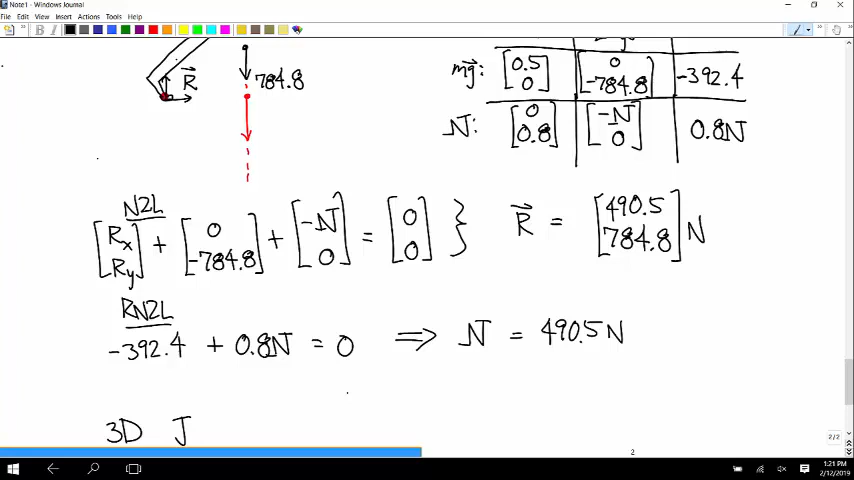 Note1 - Windows Journal
File Edit View Insert Actions Tools Help
B I
R⃗ 784.8
mg⃗: [0.5 0] [0 -784.8] -392.4
N: [0 0.8] [-N 0] 0.8N
N2L
[Rx Ry] + [0 -784.8] + [-N 0] = [0 0] } R⃗ = [490.5 784.8] N
RN2L
-392.4 + 0.8N = 0 ⟹ N = 490.5 N
3D J
2/2
2
1:21 PM
2/12/2019